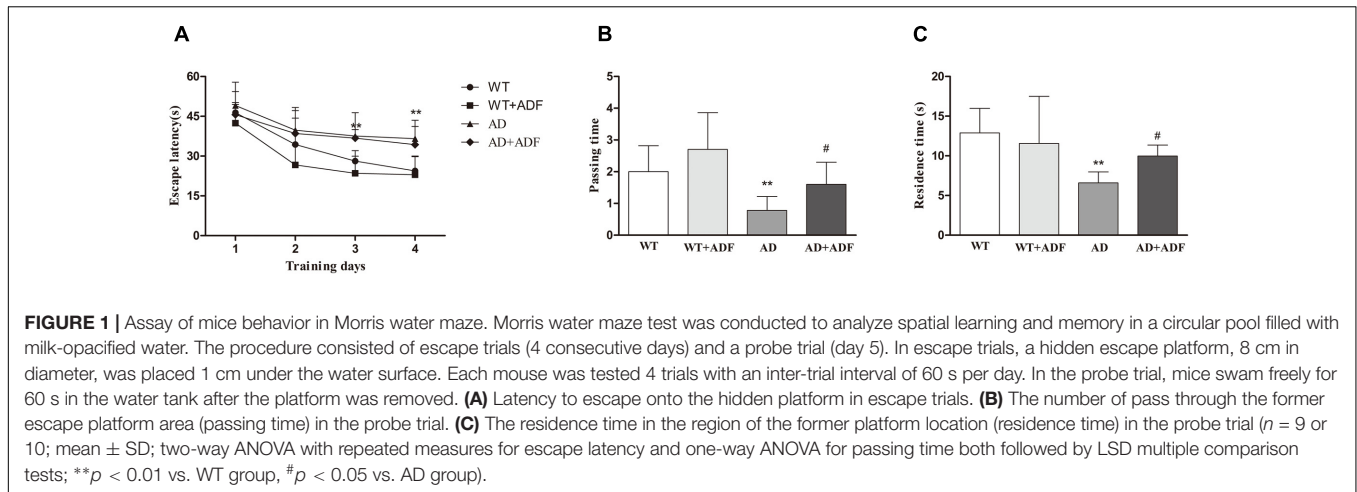 A
B
C
60
45
30
15
0
Escape latency(s)
1 2 3 4
Training days
**
**
WT
WT+ADF
AD
AD+ADF
5
4
3
2
1
0
Passing time
**
#
WT WT+ADF AD AD+ADF
20
15
10
5
0
Residence time (s)
**
#
WT WT+ADF AD AD+ADF
FIGURE 1 | Assay of mice behavior in Morris water maze. Morris water maze test was conducted to analyze spatial learning and memory in a circular pool filled with
milk-opacified water. The procedure consisted of escape trials (4 consecutive days) and a probe trial (day 5). In escape trials, a hidden escape platform, 8 cm in
diameter, was placed 1 cm under the water surface. Each mouse was tested 4 trials with an inter-trial interval of 60 s per day. In the probe trial, mice swam freely for
60 s in the water tank after the platform was removed. (A) Latency to escape onto the hidden platform in escape trials. (B) The number of pass through the former
escape platform area (passing time) in the probe trial. (C) The residence time in the region of the former platform location (residence time) in the probe trial (n = 9 or
10; mean ± SD; two-way ANOVA with repeated measures for escape latency and one-way ANOVA for passing time both followed by LSD multiple comparison
tests; **p < 0.01 vs. WT group, #p < 0.05 vs. AD group).